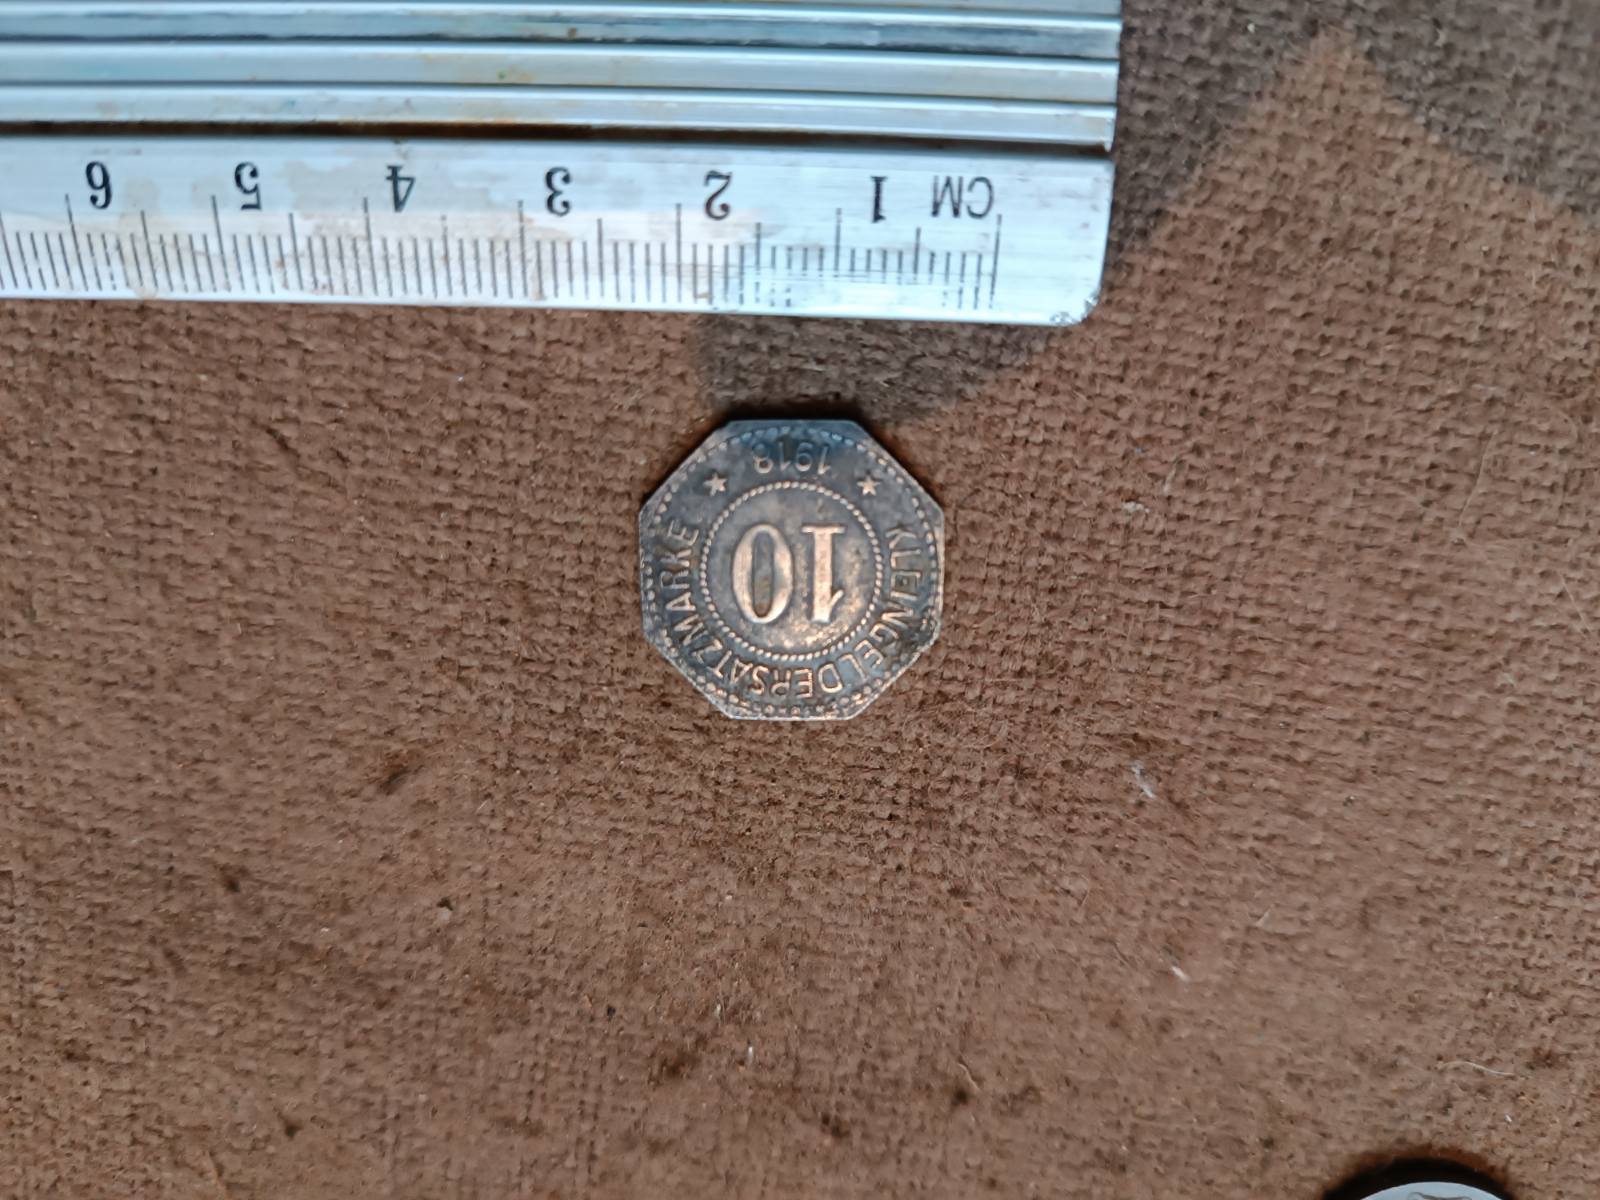 CM 1 2 3 4 5 6
KLEINGELDERSATZMARKE
10
1918